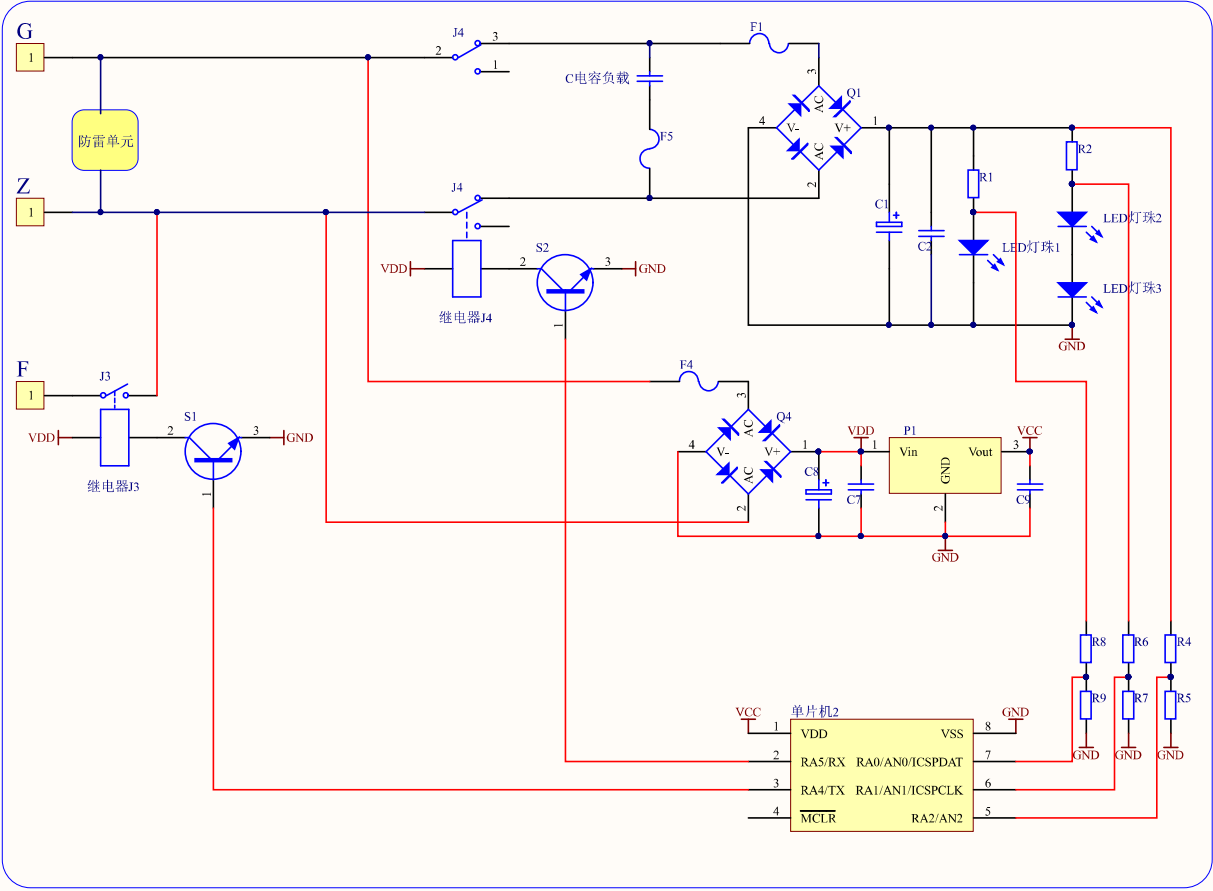 G
1
J4
2
3
1
F1
C电容负载
3
Q1
AC
V-
V+
AC
4
1
2
防雷单元
F5
R2
R1
Z
1
J4
C1
+
C2
LED灯珠2
LED灯珠1
S2
VDD
2
3
GND
LED灯珠3
继电器J4
1
GND
F
1
J3
F4
3
Q4
AC
V-
V+
AC
4
1
2
S1
VDD
2
3
GND
继电器J3
1
VDD
1
P1
Vin
Vout
GND
3
VCC
C8
+
C7
C9
2
GND
R8
R6
R4
R9
R7
R5
GND
GND
GND
VCC
单片机2
GND
1
VDD
VSS
8
2
RA5/RX
RA0/AN0/ICSPDAT
7
3
RA4/TX
RA1/AN1/ICSPCLK
6
4
MCLR
RA2/AN2
5